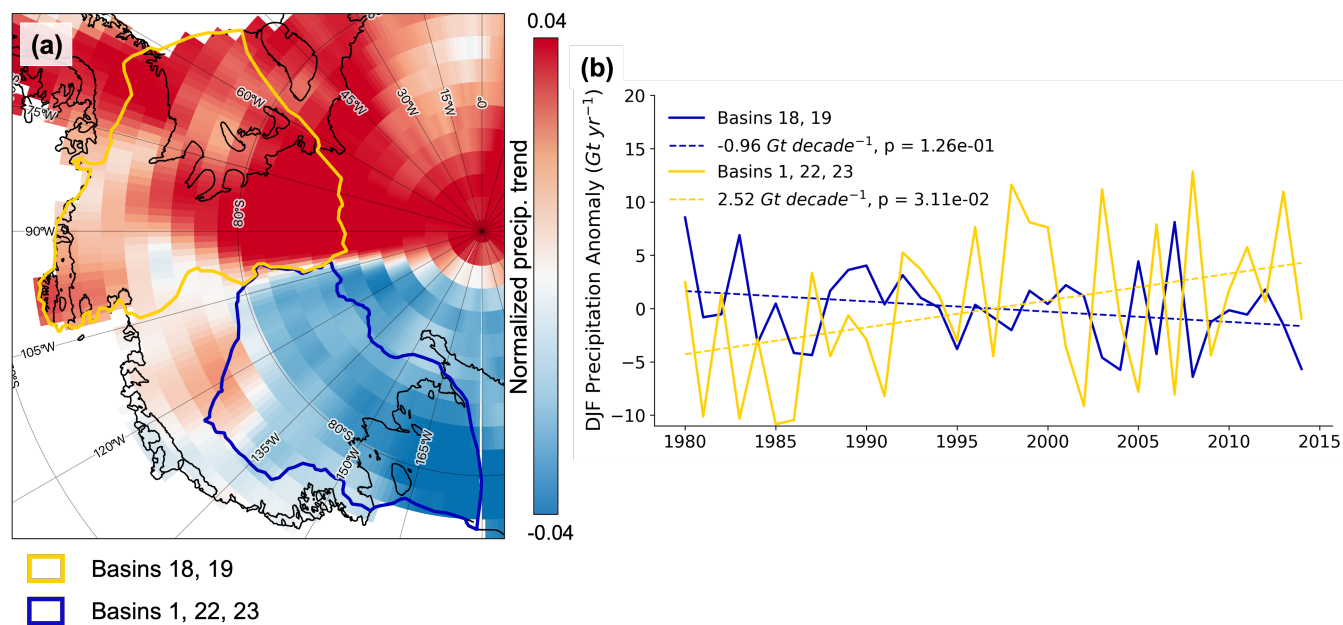 (a)
75°W
60°W
45°W
30°W
15°W
0°
90°W
80°S
105°W
120°W
135°W
80°S
150°W
165°W
0.04
Normalized precip. trend
-0.04
Basins 18, 19
Basins 1, 22, 23
(b)
DJF Precipitation Anomaly (Gt yr⁻¹)
20
15
10
5
0
−5
−10
Basins 18, 19
-0.96 Gt decade⁻¹, p = 1.26e-01
Basins 1, 22, 23
2.52 Gt decade⁻¹, p = 3.11e-02
1980 1985 1990 1995 2000 2005 2010 2015